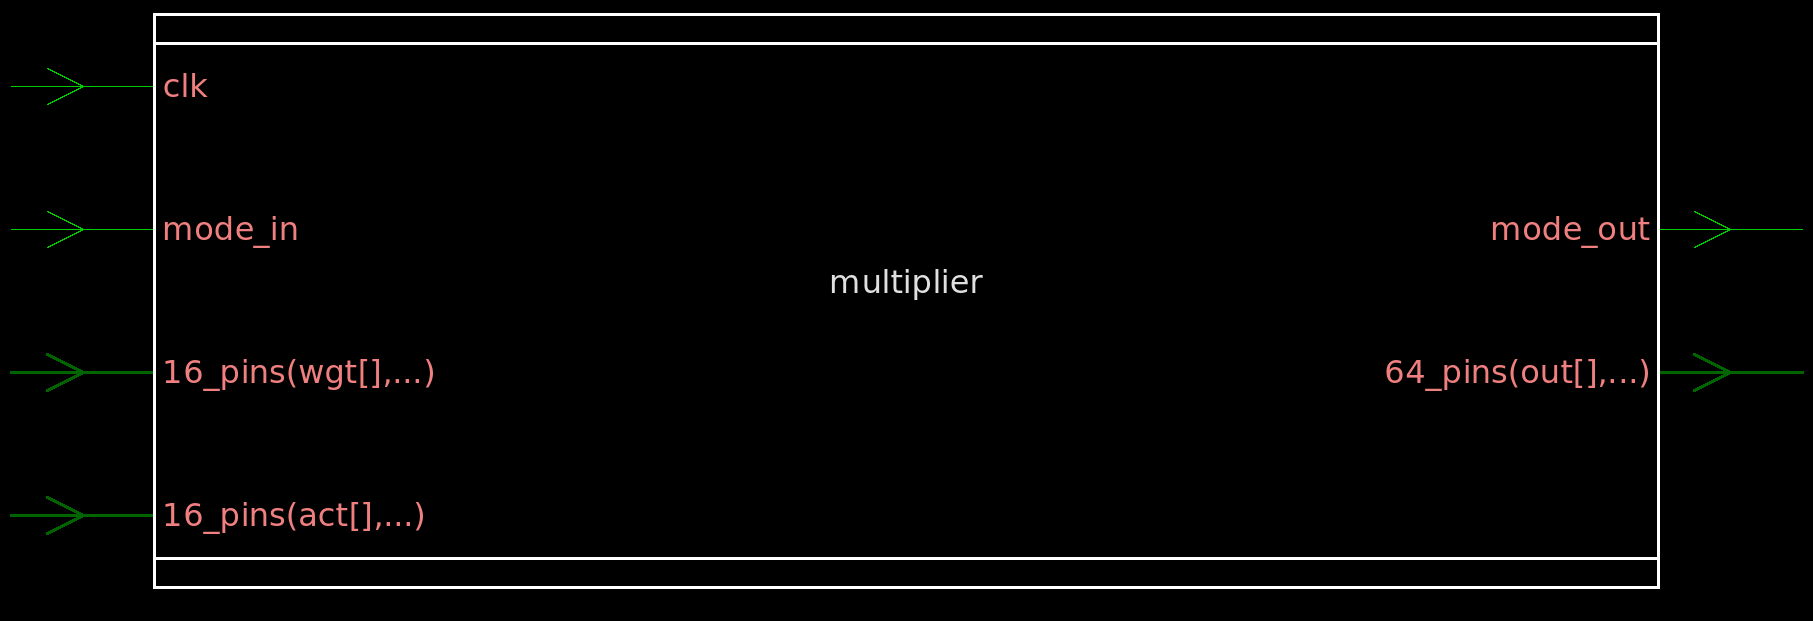 clk
mode_in
mode_out
multiplier
16_pins(wgt[],...)
64_pins(out[],...)
16_pins(act[],...)